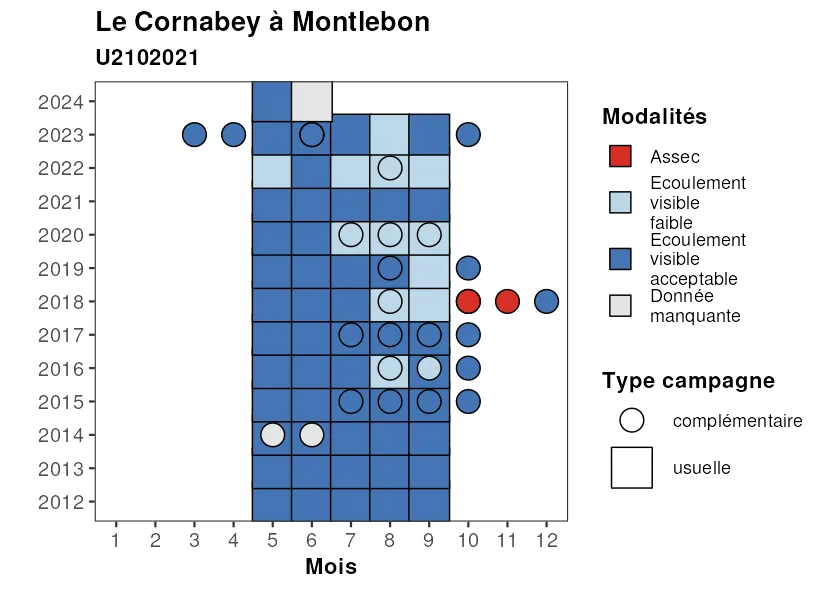 Le Cornabey à Montlebon
U2102021
2024
2023
2022
2021
2020
2019
2018
2017
2016
2015
2014
2013
2012
1 2 3 4 5 6 7 8 9 10 11 12
Mois
Modalités
Assec
Ecoulement
visible
faible
Ecoulement
visible
acceptable
Donnée
manquante
Type campagne
complémentaire
usuelle